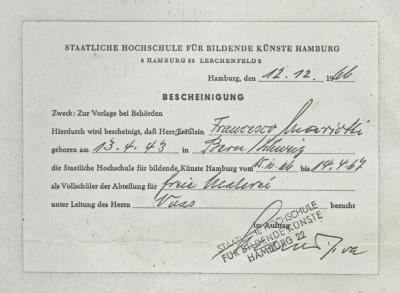 STAATLICHE HOCHSCHULE FÜR BILDENDE KÜNSTE HAMBURG
2 HAMBURG 22 LERCHENFELD 2
Hamburg, den 12.12. 1966
BESCHEINIGUNG
Zweck: Zur Vorlage bei Behörden
Hierdurch wird bescheinigt, daß Herr/Fräulein Francesco Mariotti
geboren am 13.4.43 in Bern/Schweiz
die Staatliche Hochschule für bildende Künste Hamburg vom bis 14.4.67
als Vollschüler der Abteilung für freie Malerei
unter Leitung des Herrn Voss besucht
Im Auftrag
STAATLICHE HOCHSCHULE
FÜR BILDENDE KÜNSTE
HAMBURG 22